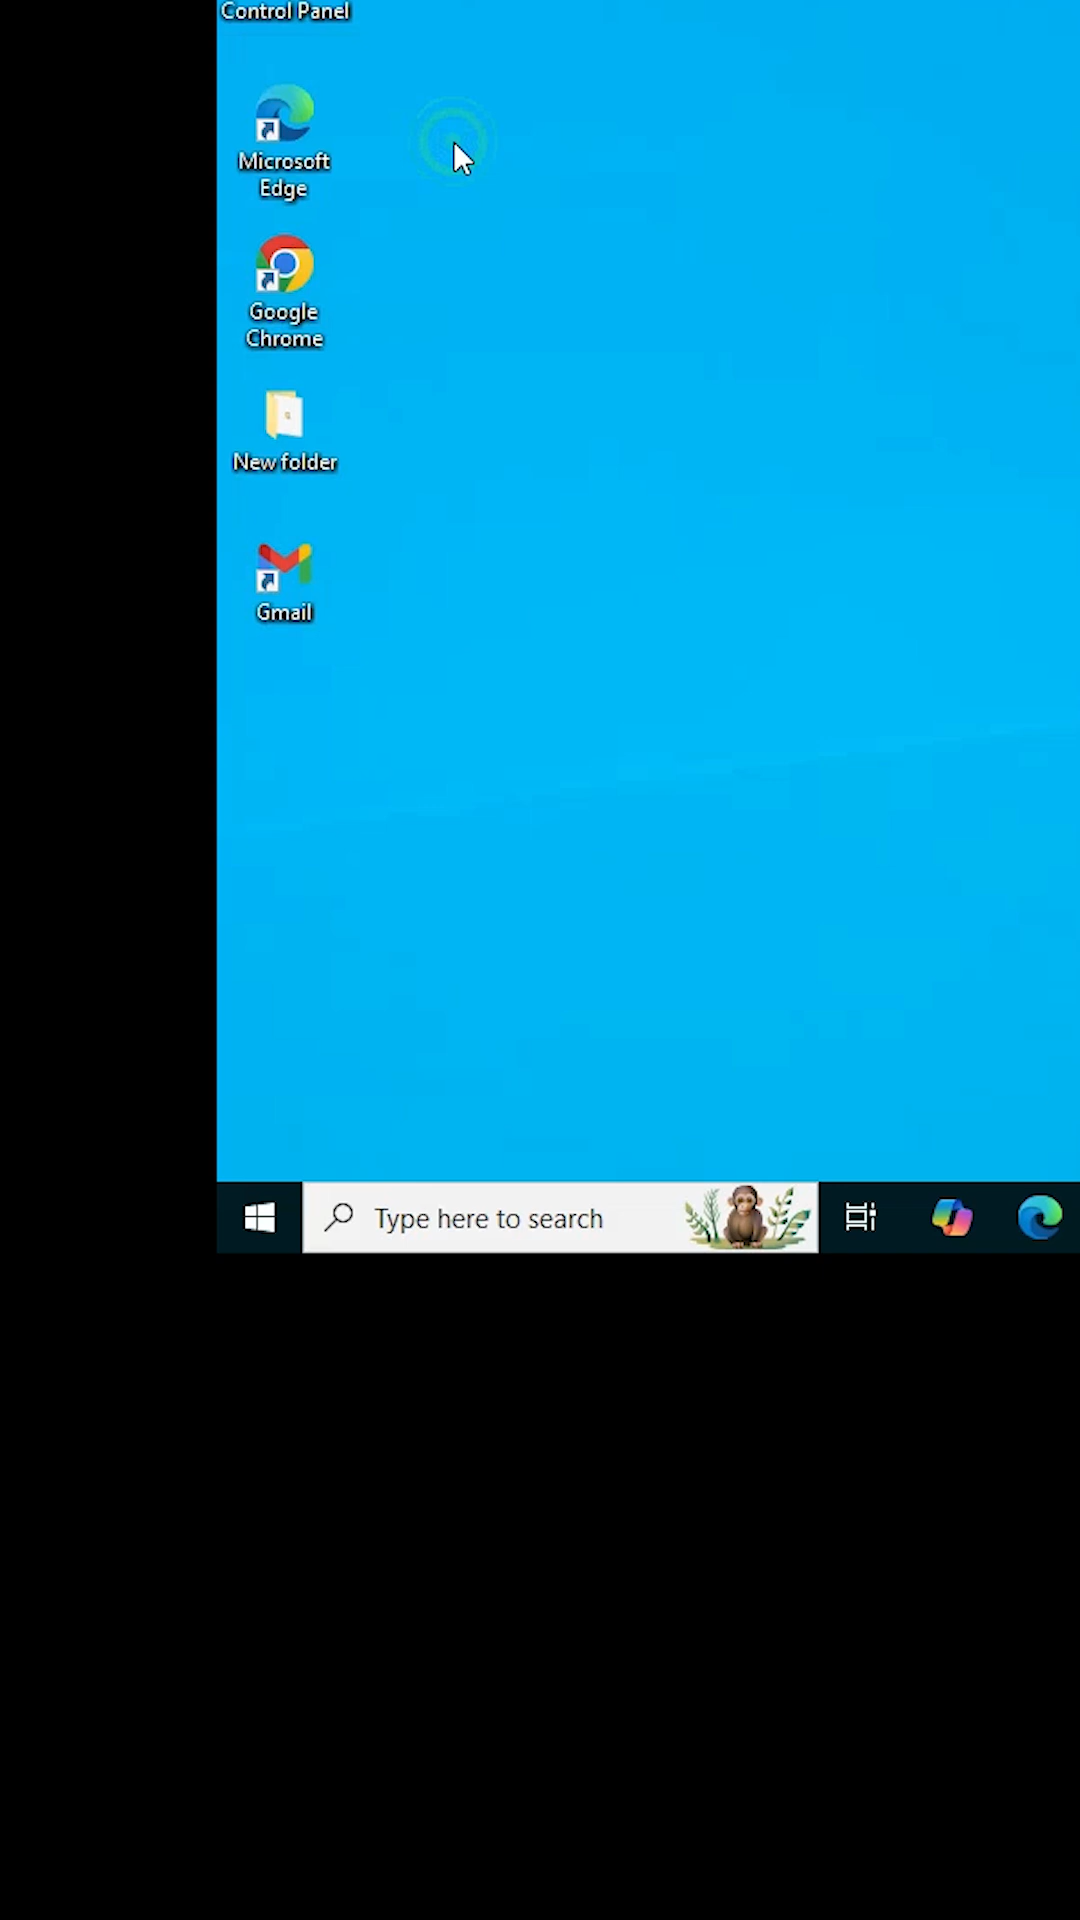 Control Panel
Microsoft
Edge
Google
Chrome
New folder
Gmail
Type here to search